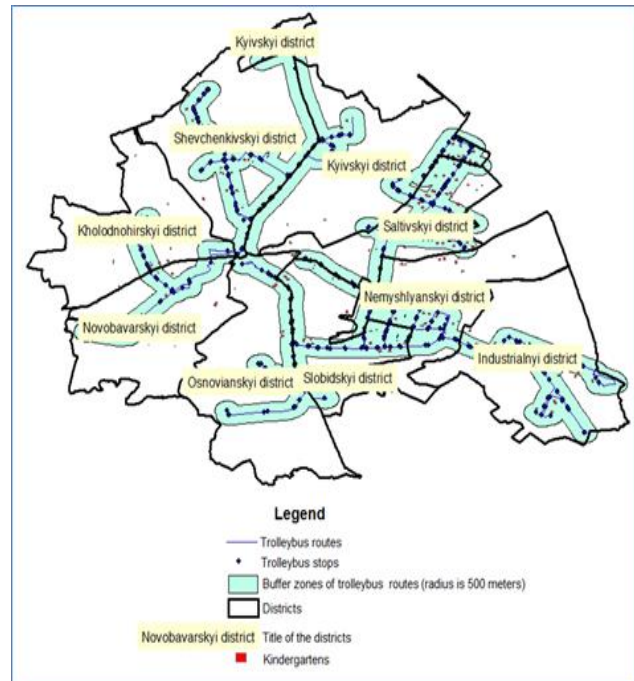 Kyivskyi district
Shevchenkivskyi district
Kyivskyi district
Kholodnohirskyi district
Saltivskyi district
Nemyshlyanskyi district
Novobavarskyi district
Industrialnyi district
Osnovianskyi district
Slobidskyi district
Legend
Trolleybus routes
Trolleybus stops
Buffer zones of trolleybus routes (radius is 500 meters)
Districts
Novobavarskyi district Title of the districts
Kindergartens